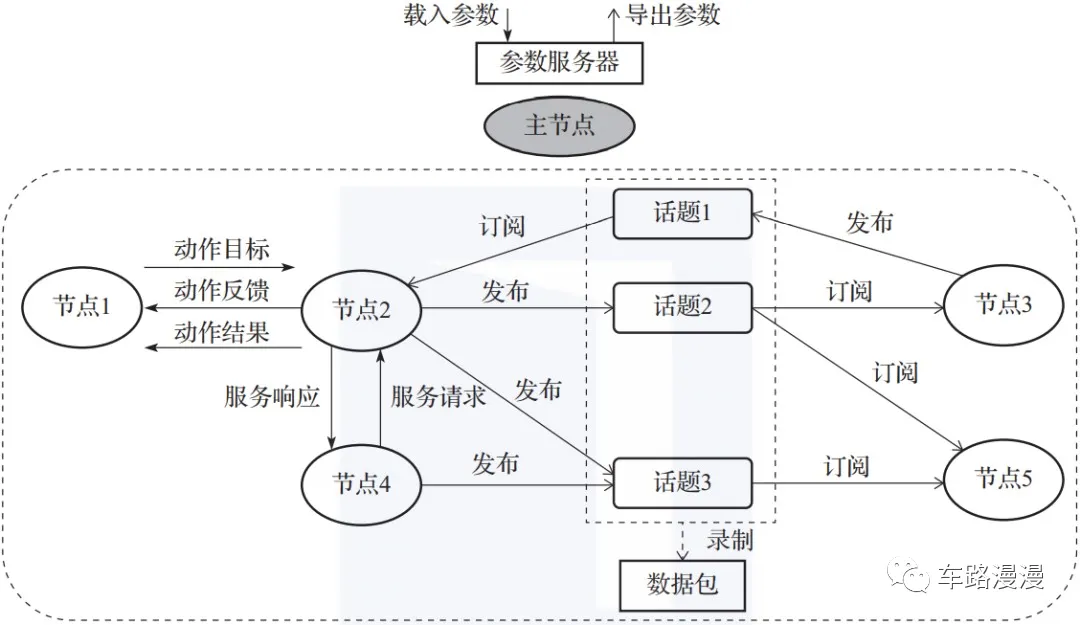 载入参数
导出参数
参数服务器
主节点
话题1
订阅
发布
动作目标
节点1
动作反馈
节点2
发布
话题2
订阅
节点3
动作结果
订阅
服务响应
服务请求
发布
节点4
发布
话题3
订阅
节点5
录制
数据包
车路漫漫